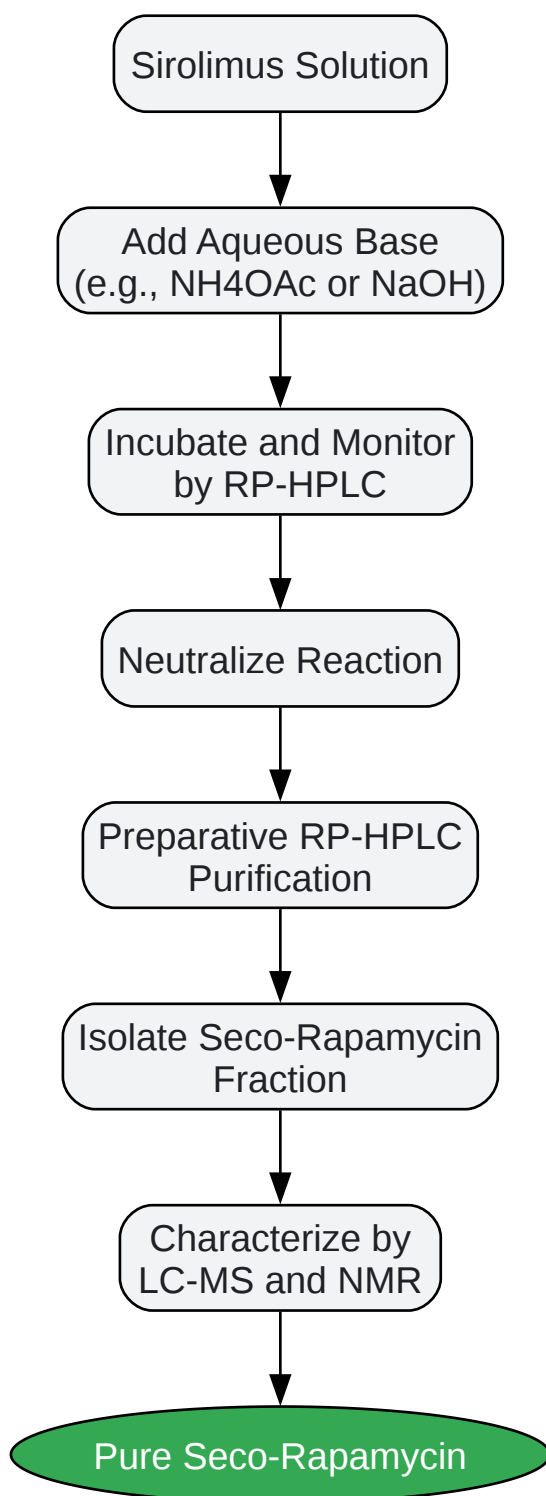 Sirolimus Solution
Add Aqueous Base
(e.g., NH4OAc or NaOH)
Incubate and Monitor
by RP-HPLC
Neutralize Reaction
Preparative RP-HPLC
Purification
Isolate Seco-Rapamycin
Fraction
Characterize by
LC-MS and NMR
Pure Seco-Rapamycin